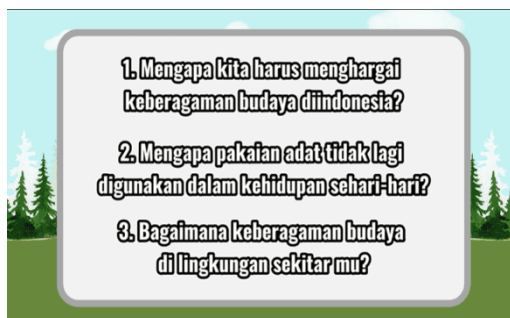 1. Mengapa kita harus menghargai
keberagaman budaya diindonesia?
2. Mengapa pakaian adat tidak lagi
digunakan dalam kehidupan sehari-hari?
3. Bagaimana keberagaman budaya
di lingkungan sekitar mu?